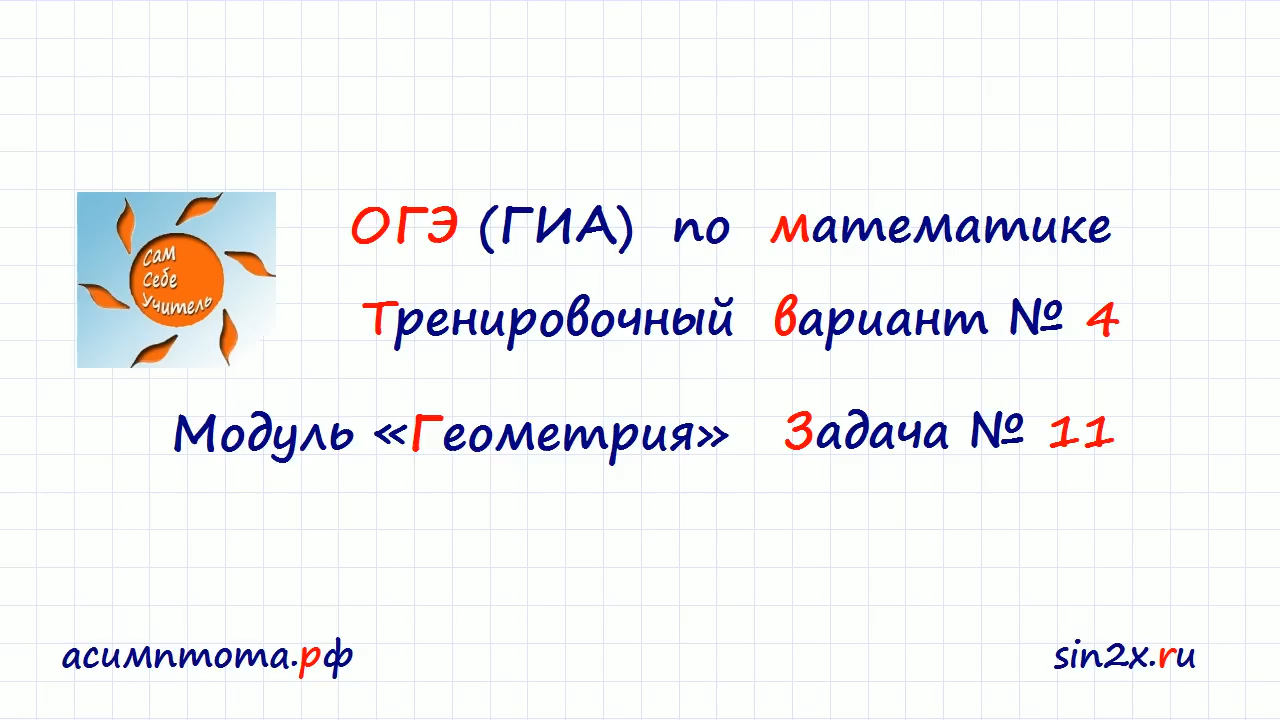 Сам
Себе
Учитель
ОГЭ (ГИА) по математике
Тренировочный вариант № 4
Модуль «Геометрия» Задача № 11
асимптота.рф
sin2x.ru